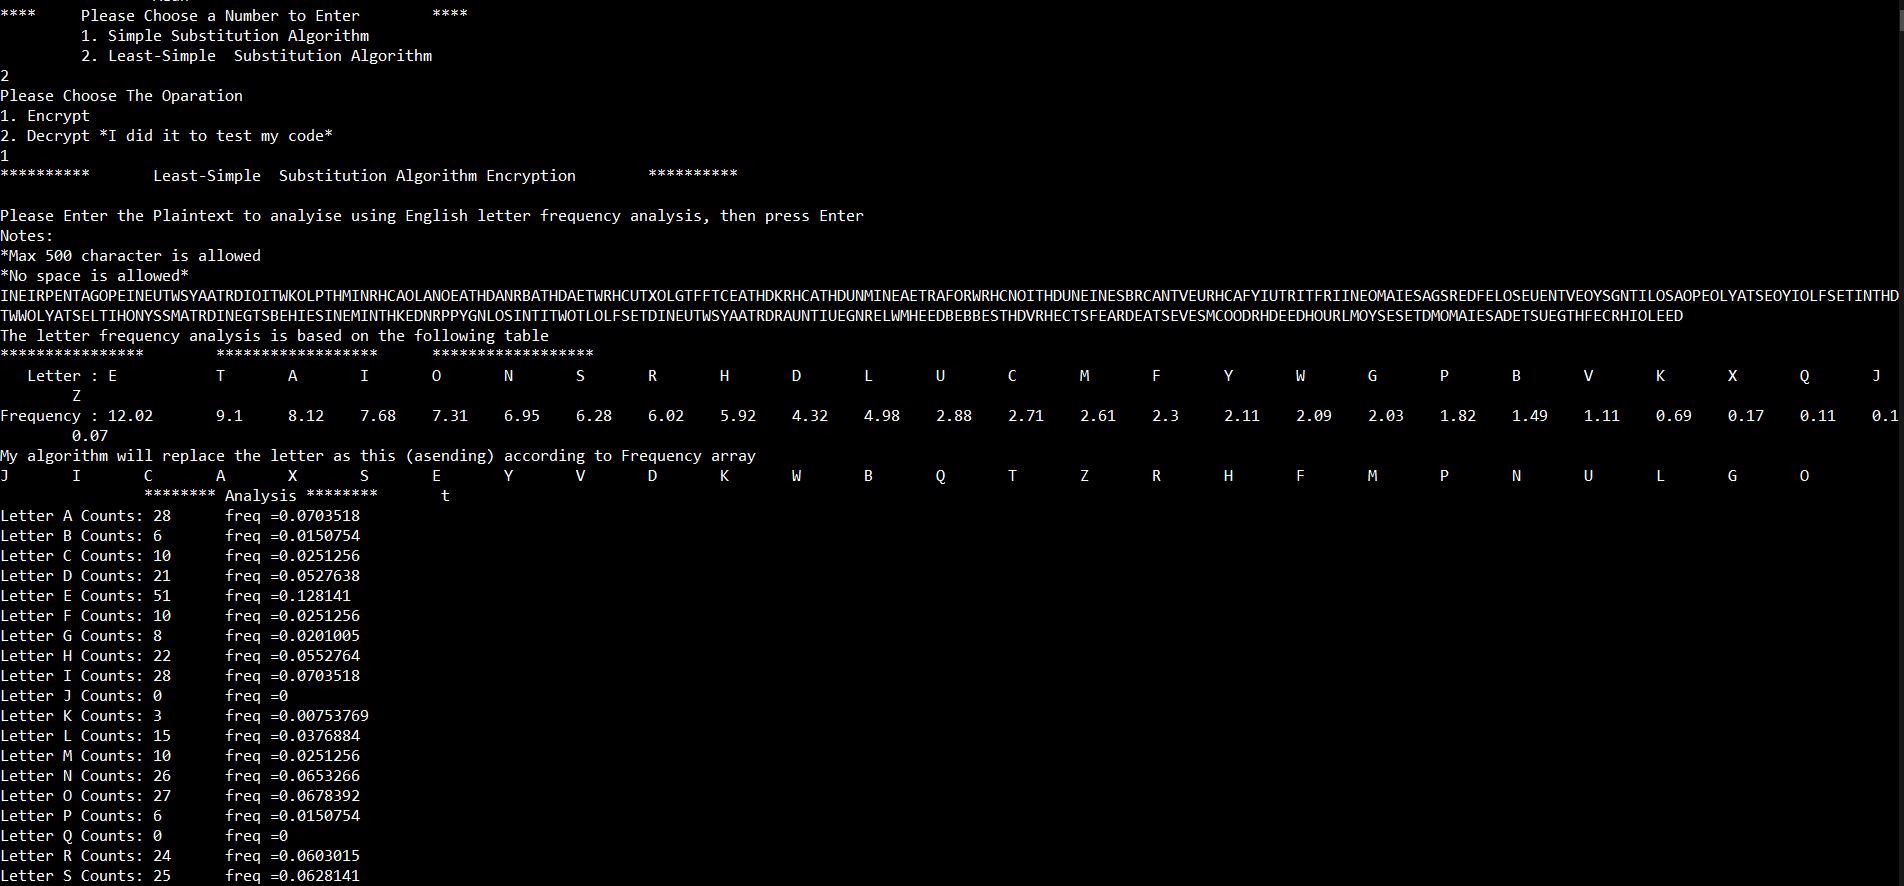 **** Please Choose a Number to Enter ****
1. Simple Substitution Algorithm
2. Least-Simple Substitution Algorithm
2
Please Choose The Oparation
1. Encrypt
2. Decrypt *I did it to test my code*
1
********** Least-Simple Substitution Algorithm Encryption **********
Please Enter the Plaintext to analyise using English letter frequency analysis, then press Enter
Notes:
*Max 500 character is allowed
*No space is allowed*
INEIRPENTAGOPEINEUTWSYAATRDIOITWKOLPTHMINRHCAOLANOEATHDANRBATHDAETWRHCUTXOLGTFFTCEATHDKRHCATHDUNMINEAETRAFORWRHCNOITHDUNEINESBRCANTVEURHCAFYIUTRITFRIINEOMAIESAGSREDFELOSEUENTVEOYSGNTILOSAOPEOLYATSEOYIOLFSETINTHD
TWWOLYATSELTIHONYSSMATRDINEGTSBEHIESINEMINTHKEDNRPPYGNLOSINTITWOTLOLFSETDINEUTWSYAATRDRAUNTIUEGNRELWMHEEDBEBBESTHDVRHECTSFEARDEATSEVESMCOODRHDEEDHOURLMOYSESETDMOMAIESADETSUEGTHFECRHIOLEED
The letter frequency analysis is based on the following table
**************** ****************** ******************
Letter : E T A I O N S R H D L U C M F Y W G P B V K X Q J
Z
Frequency : 12.02 9.1 8.12 7.68 7.31 6.95 6.28 6.02 5.92 4.32 4.98 2.88 2.71 2.61 2.3 2.11 2.09 2.03 1.82 1.49 1.11 0.69 0.17 0.11 0.1
0.07
My algorithm will replace the letter as this (asending) according to Frequency array
J I C A X S E Y V D K W B Q T Z R H F M P N U L G O
******** Analysis ******** t
Letter A Counts: 28 freq =0.0703518
Letter B Counts: 6 freq =0.0150754
Letter C Counts: 10 freq =0.0251256
Letter D Counts: 21 freq =0.0527638
Letter E Counts: 51 freq =0.128141
Letter F Counts: 10 freq =0.0251256
Letter G Counts: 8 freq =0.0201005
Letter H Counts: 22 freq =0.0552764
Letter I Counts: 28 freq =0.0703518
Letter J Counts: 0 freq =0
Letter K Counts: 3 freq =0.00753769
Letter L Counts: 15 freq =0.0376884
Letter M Counts: 10 freq =0.0251256
Letter N Counts: 26 freq =0.0653266
Letter O Counts: 27 freq =0.0678392
Letter P Counts: 6 freq =0.0150754
Letter Q Counts: 0 freq =0
Letter R Counts: 24 freq =0.0603015
Letter S Counts: 25 freq =0.0628141